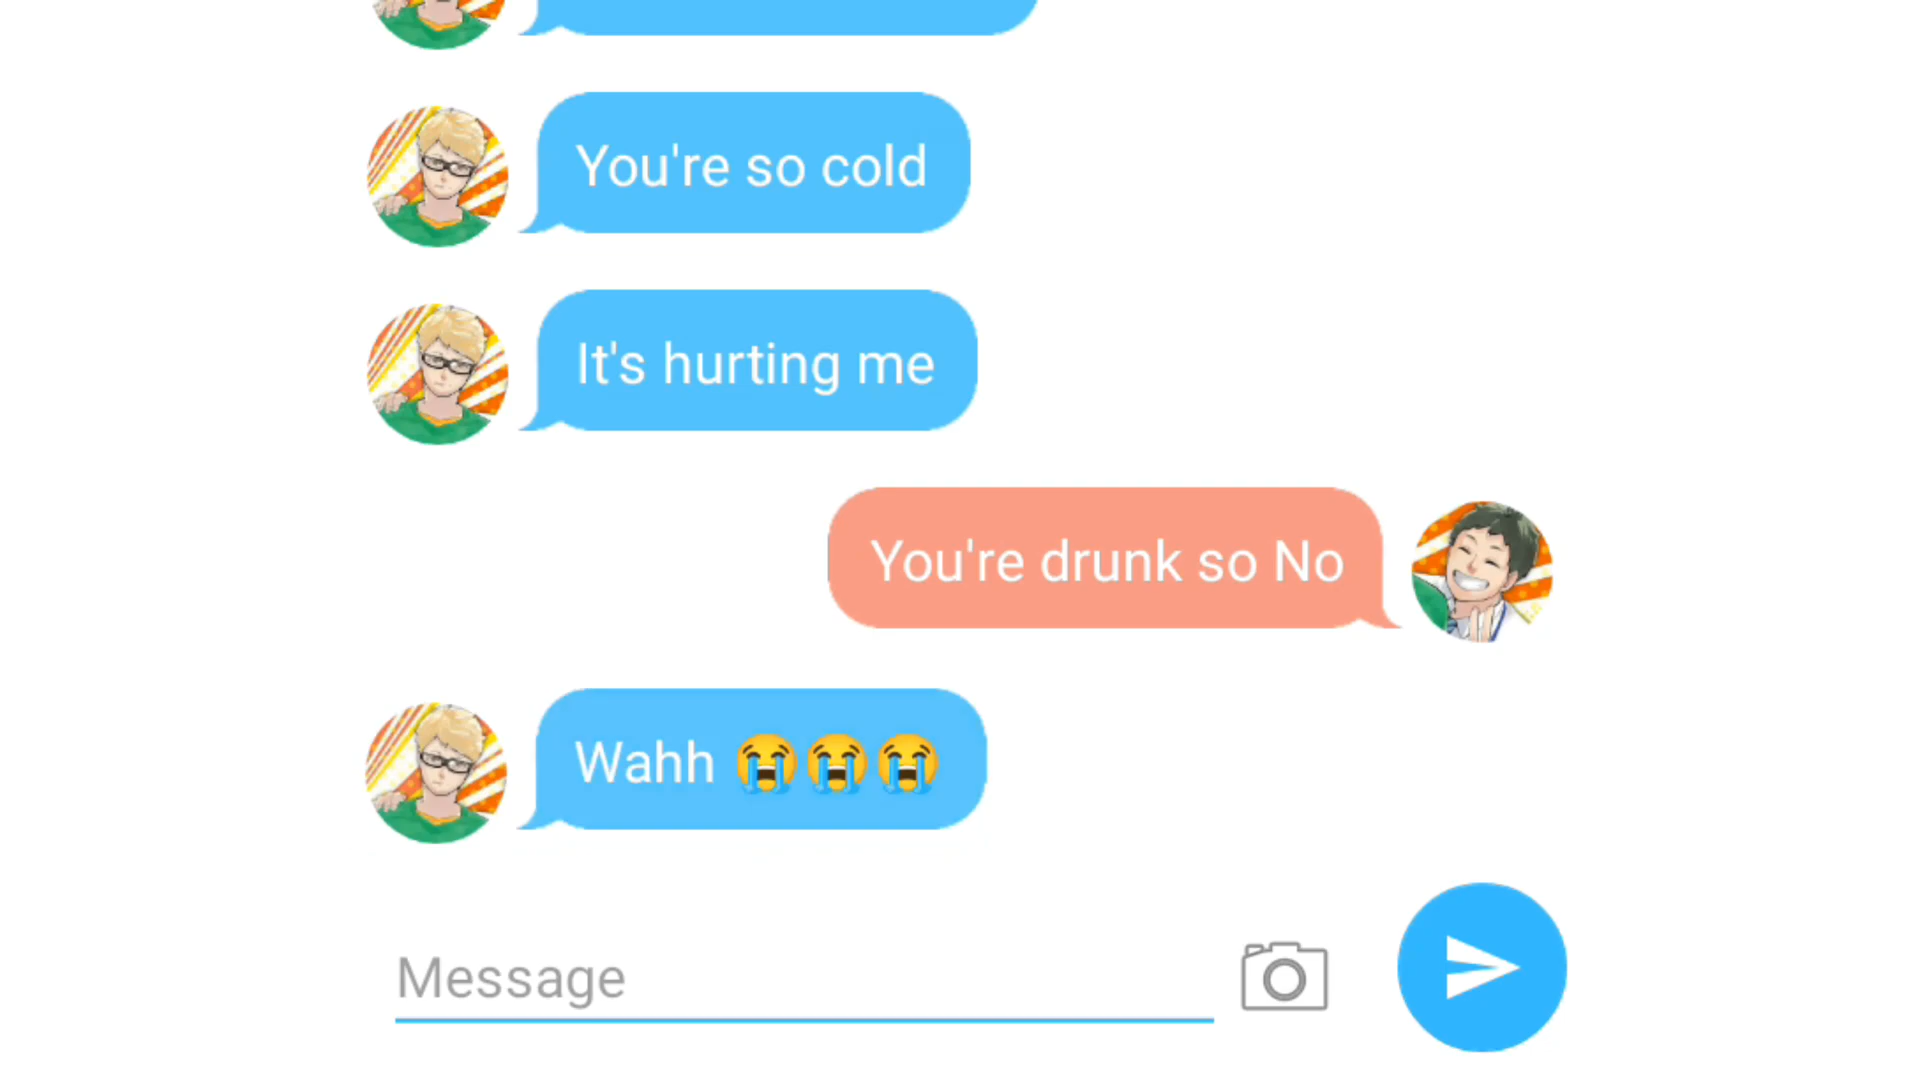 You're so cold
It's hurting me
You're drunk so No
Wahh 😭😭😭
Message